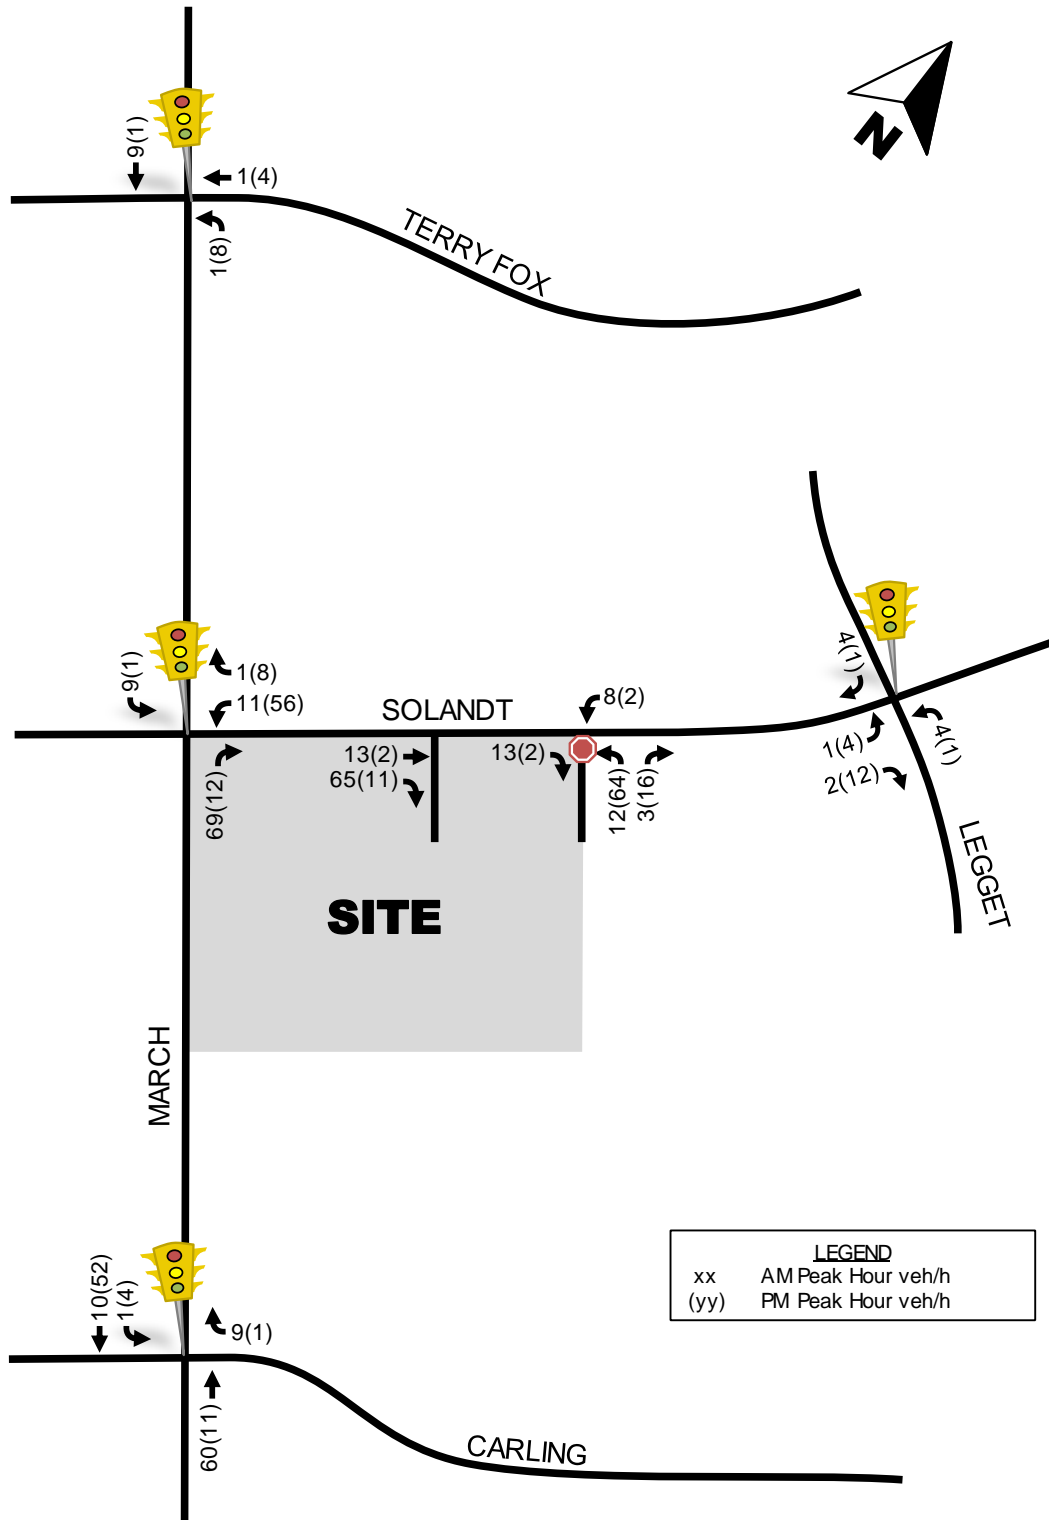 N
9(1)
1(4)
1(8)
TERRY FOX
9(1)
1(8)
11(56)
SOLANDT
8(2)
4(1)
69(12)
13(2)
65(11)
13(2)
12(64)
3(16)
1(4)
2(12)
4(1)
LEGGET
SITE
MARCH
LEGEND
xx AM Peak Hour veh/h
(yy) PM Peak Hour veh/h
10(52)
1(4)
9(1)
60(11)
CARLING